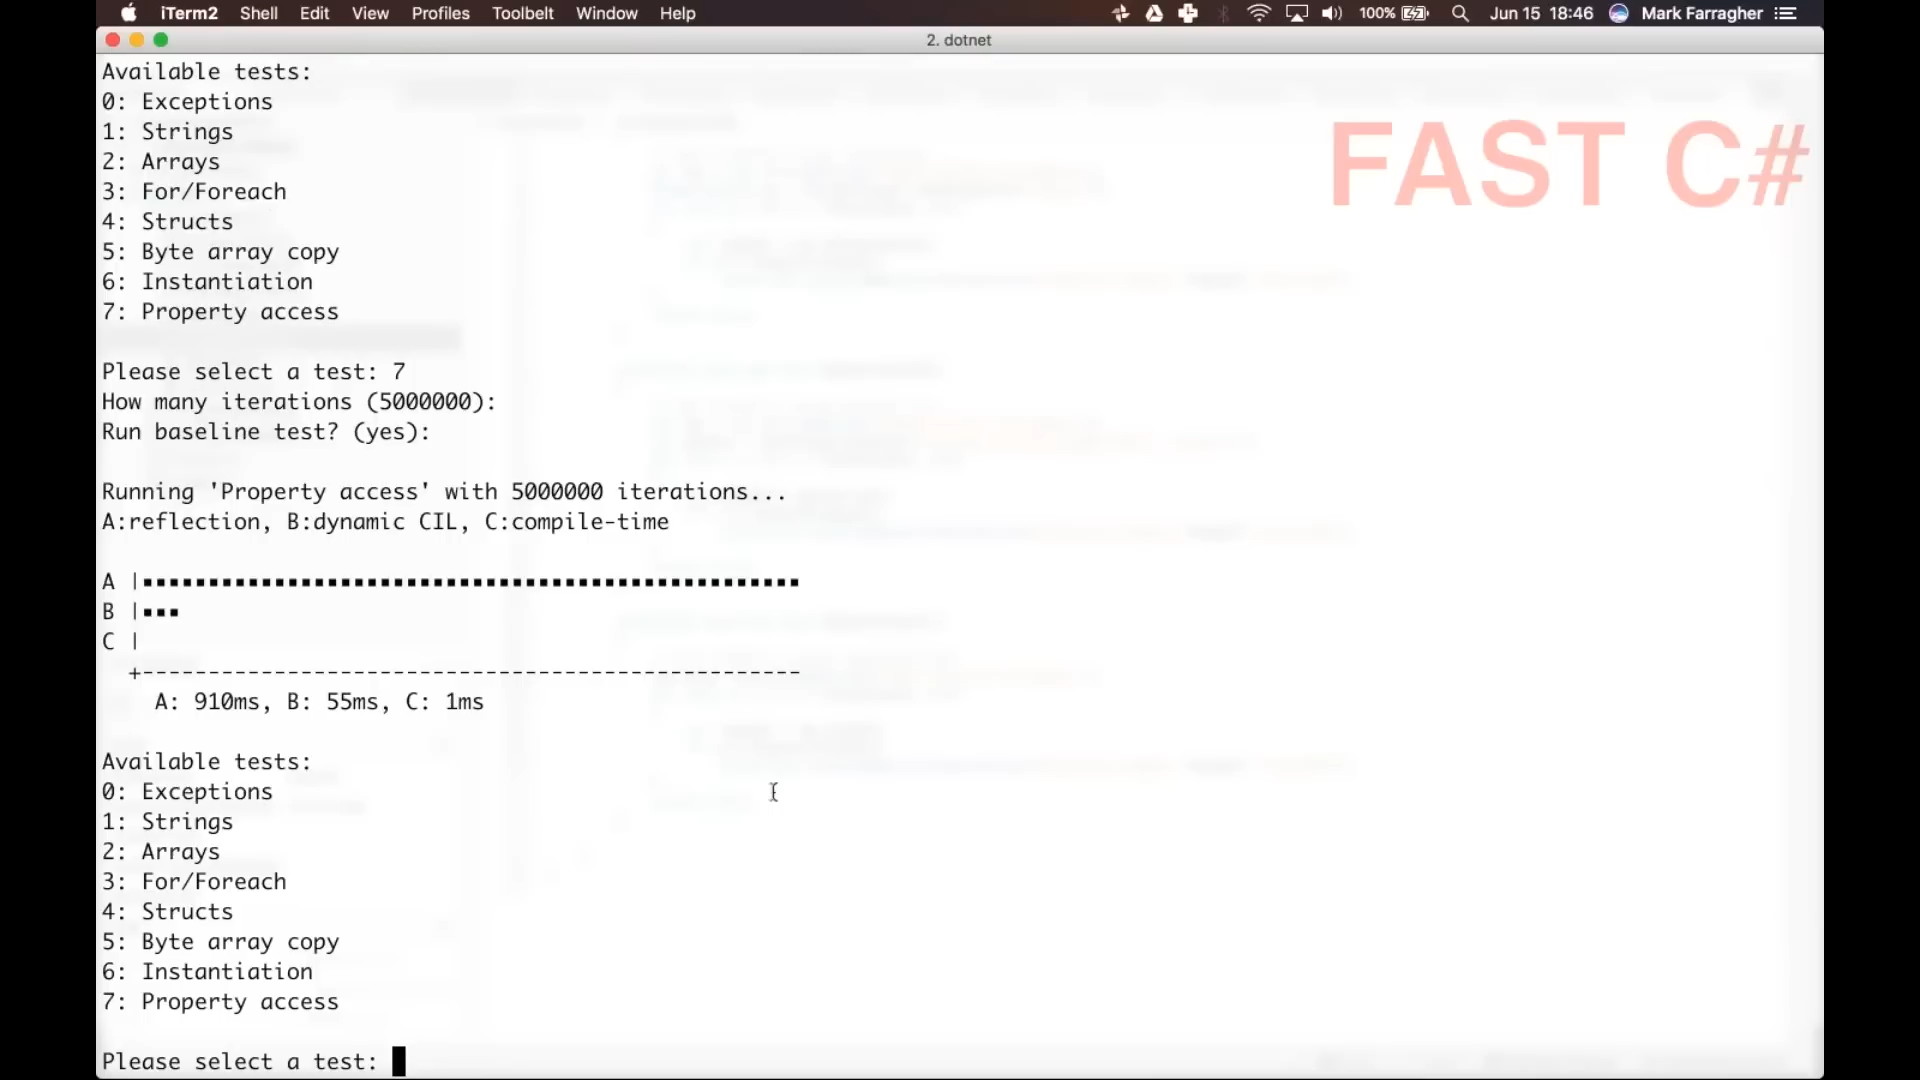 iTerm2 Shell Edit View Profiles Toolbelt Window Help 100% Jun 15 18:46 Mark Farragher
2. dotnet
FAST C#
Available tests:
0: Exceptions
1: Strings
2: Arrays
3: For/Foreach
4: Structs
5: Byte array copy
6: Instantiation
7: Property access
Please select a test: 7
How many iterations (5000000):
Run baseline test? (yes):
Running 'Property access' with 5000000 iterations...
A:reflection, B:dynamic CIL, C:compile-time
A |▪▪▪▪▪▪▪▪▪▪▪▪▪▪▪▪▪▪▪▪▪▪▪▪▪▪▪▪▪▪▪▪▪▪▪▪▪▪▪▪▪▪▪▪▪▪▪▪▪▪
B |▪▪▪
C |
+--------------------------------------------------
A: 910ms, B: 55ms, C: 1ms
Available tests:
0: Exceptions
1: Strings
2: Arrays
3: For/Foreach
4: Structs
5: Byte array copy
6: Instantiation
7: Property access
Please select a test: